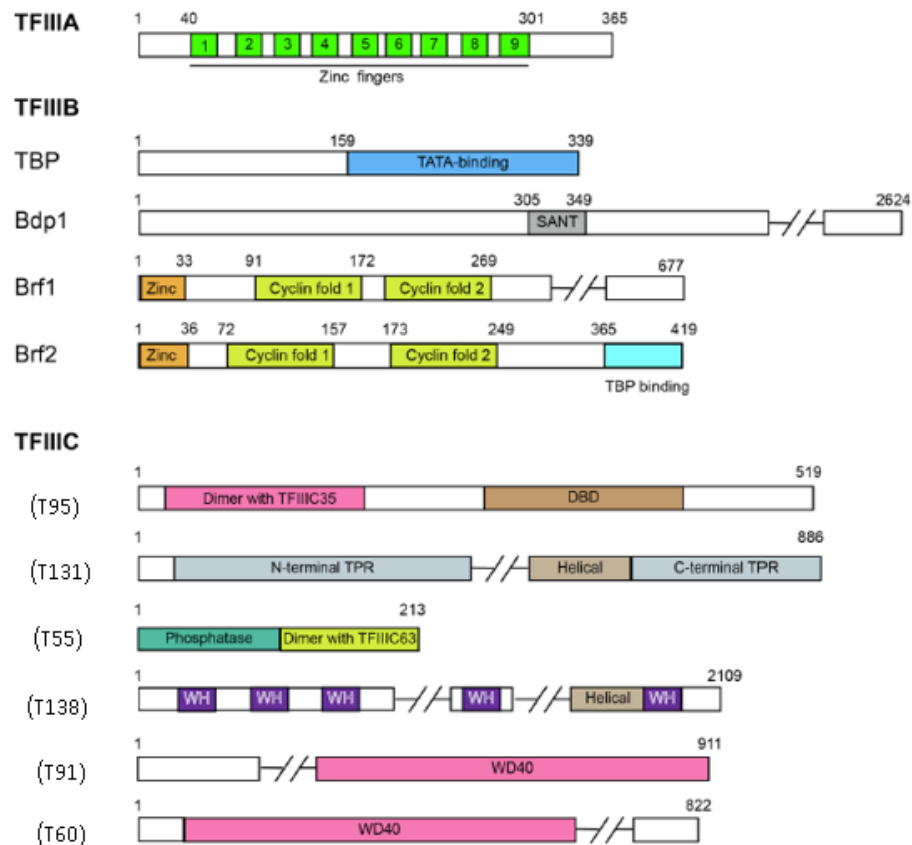 1 40 301 365
TFIIIA
1 2 3 4 5 6 7 8 9
Zinc fingers
TFIIIB
1 159 339
TBP TATA-binding
1 305 349 2624
Bdp1 SANT
1 33 91 172 269 677
Brf1 Zinc Cyclin fold 1 Cyclin fold 2
1 36 72 157 173 249 365 419
Brf2 Zinc Cyclin fold 1 Cyclin fold 2
TBP binding
TFIIIC
1 519
(T95) Dimer with TFIIIC35 DBD
1 886
(T131) N-terminal TPR Helical C-terminal TPR
1 213
(T55) Phosphatase Dimer with TFIIIC63
1 2109
(T138) WH WH WH WH Helical WH
1 911
(T91) WD40
1 822
(T60) WD40